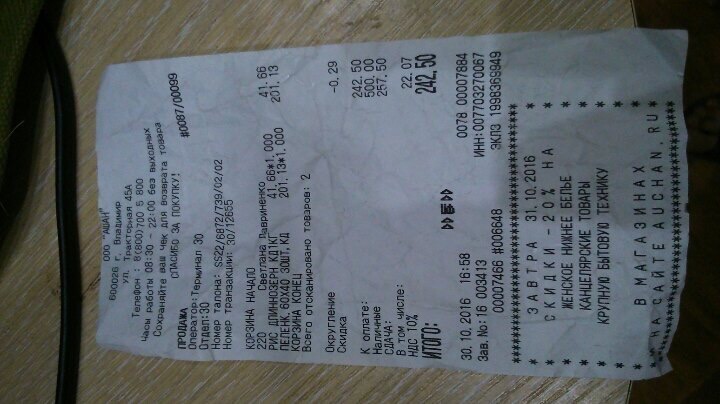 ООО "АШАН"
600026 г. Владимир
ул. Тракторная 45А
Телефон : 8(800)700 5 800
Часы работы 08:30 - 22:00 без выходных
Сохраняйте ваш чек для возврата товара
СПАСИБО ЗА ПОКУПКУ!
ПРОДАЖА #0087/00099
Оператор:Терминал 30
Отдел:30
Номер талона: SS22/6872/739/02/02
Номер транзакции: 30/12655
КОРЗИНА НАЧАЛО
220 Светлана Лавриненко
РИС ДЛИННОЗЕРН КД1КГ 41.66*1,000 41.66
ПЕЛЕНК. 60Х40 30ШТ,КД 201.13*1,000 201.13
КОРЗИНА КОНЕЦ
Всего отсканировано товаров: 2
Округление
Скидка -0.29
К оплате: 242.50
Наличные 500.00
СДАЧА: 257.50
В том числе:
НДС 10% 22.07
ИТОГО: 242.50
30.10.2016 16:58 0078 00007884
Зав. No:16 003413 ИНН:007703270067
00007468 #006648 ЭКЛЗ 1998369949
ЗАВТРА 31.10.2016
СКИДКИ -20% НА
ЖЕНСКОЕ НИЖНЕЕ БЕЛЬЕ
КАНЦЕЛЯРСКИЕ ТОВАРЫ
КРУПНУЮ БЫТОВУЮ ТЕХНИКУ
В МАГАЗИНАХ
И НА САЙТЕ AUCHAN.RU